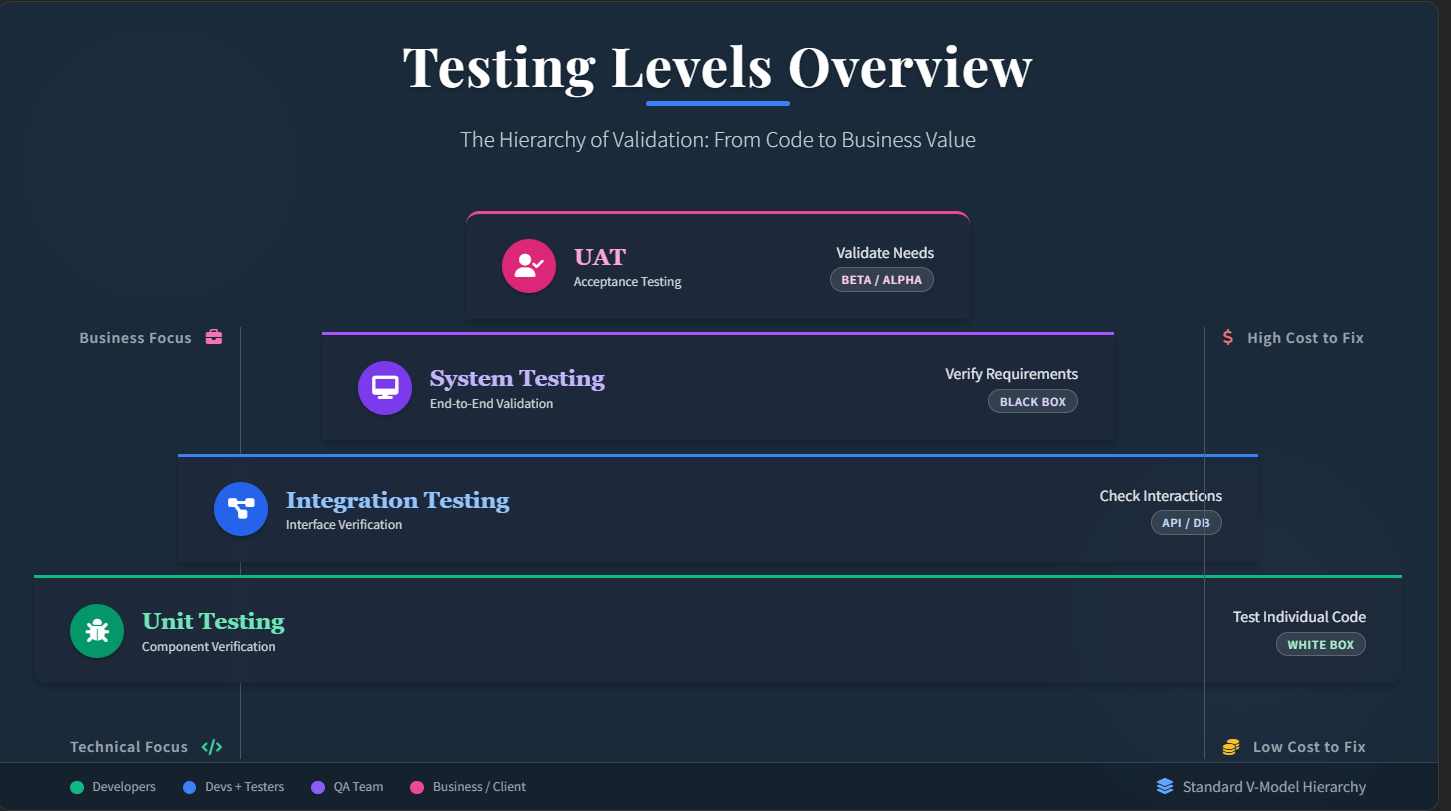 Testing Levels Overview
The Hierarchy of Validation: From Code to Business Value
UAT
Acceptance Testing
Validate Needs
BETA / ALPHA
Business Focus
High Cost to Fix
System Testing
End-to-End Validation
Verify Requirements
BLACK BOX
Integration Testing
Interface Verification
Check Interactions
API / DB
Unit Testing
Component Verification
Test Individual Code
WHITE BOX
Technical Focus
Low Cost to Fix
Developers
Devs + Testers
QA Team
Business / Client
Standard V-Model Hierarchy